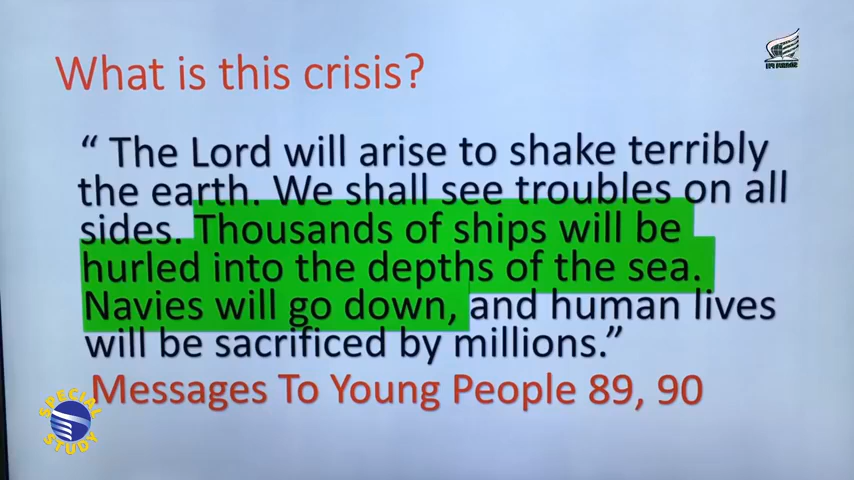 What is this crisis?
“ The Lord will arise to shake terribly
the earth. We shall see troubles on all
sides. Thousands of ships will be
hurled into the depths of the sea.
Navies will go down, and human lives
will be sacrificed by millions.”
Messages To Young People 89, 90
SPECIAL
STUDY